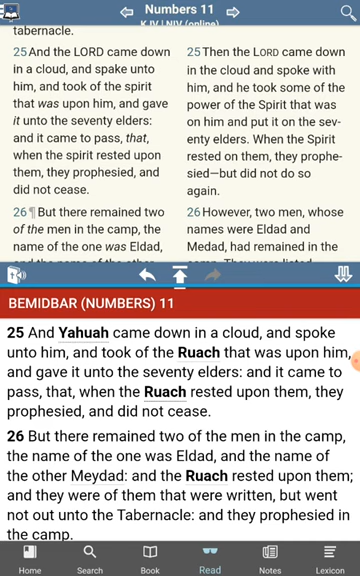 Numbers 11
KJV | NIV (online)
tabernacle.
25 And the LORD came down
in a cloud, and spake unto
him, and took of the spirit
that was upon him, and gave
it unto the seventy elders:
and it came to pass, that,
when the spirit rested upon
them, they prophesied, and
did not cease.
26 ¶ But there remained two
of the men in the camp, the
name of the one was Eldad,
and the name of the other
25 Then the LORD came down
in the cloud and spoke with
him, and he took some of the
power of the Spirit that was
on him and put it on the sev-
enty elders. When the Spirit
rested on them, they prophe-
sied—but did not do so
again.
26 However, two men, whose
names were Eldad and
Medad, had remained in the
camp. They were listed
BEMIDBAR (NUMBERS) 11
25 And Yahuah came down in a cloud, and spoke
unto him, and took of the Ruach that was upon him,
and gave it unto the seventy elders: and it came to
pass, that, when the Ruach rested upon them, they
prophesied, and did not cease.
26 But there remained two of the men in the camp,
the name of the one was Eldad, and the name of
the other Meydad: and the Ruach rested upon them;
and they were of them that were written, but went
not out unto the Tabernacle: and they prophesied in
the camp.
Home
Search
Book
Read
Notes
Lexicon